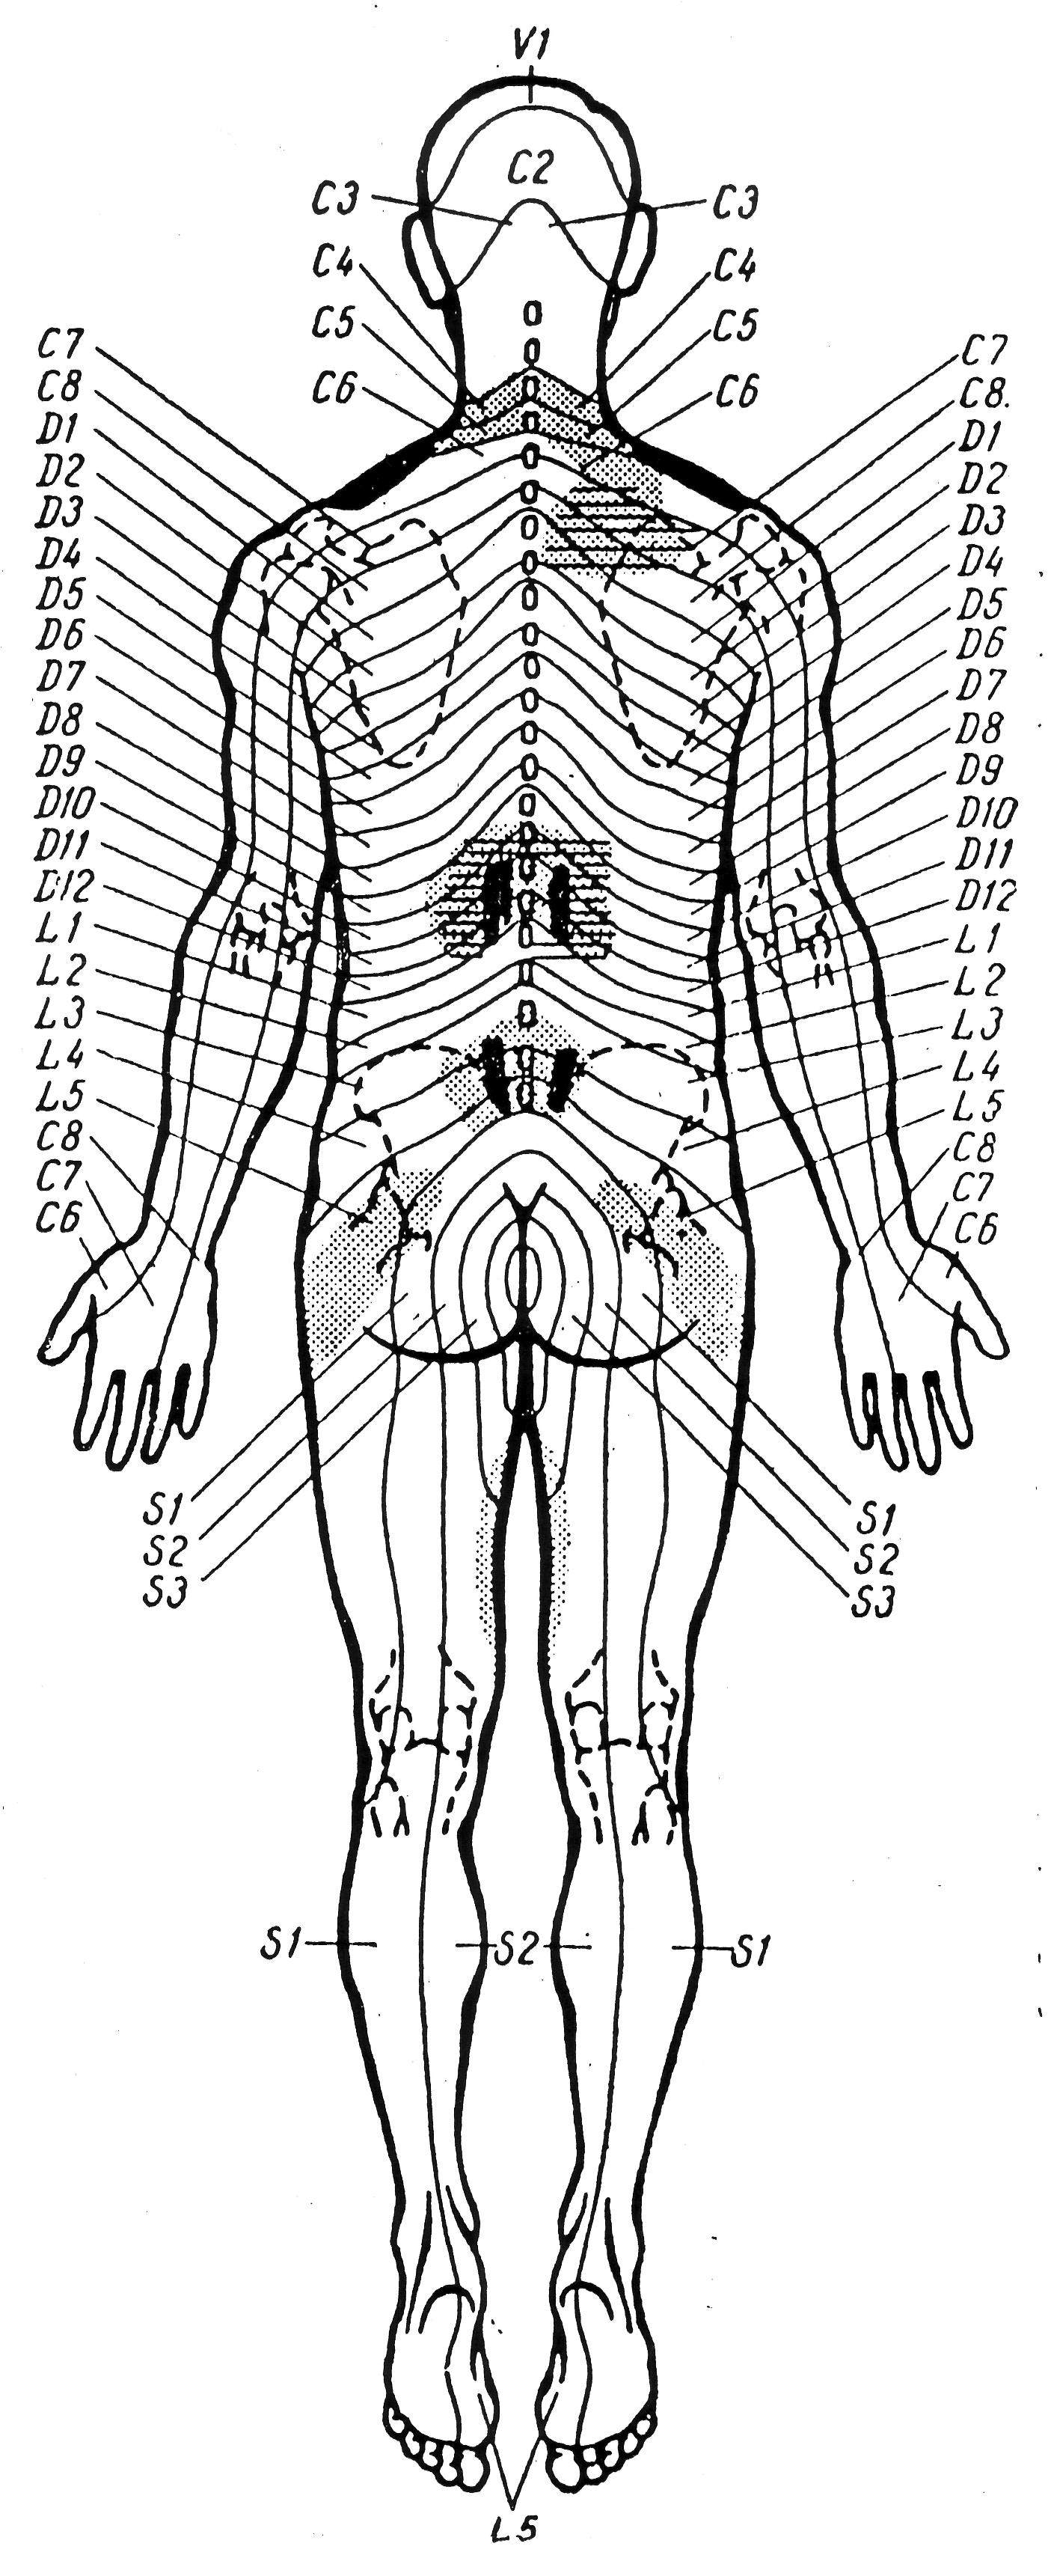 V1
C2
C3 C3
C4 C4
C5 C5
C7 C7
C6 C6
C8 C8.
D1 D1
D2 D2
D3 D3
D4 D4
D5 D5
D6 D6
D7 D7
D8 D8
D9 D9
D10 D10
D11 D11
D12 D12
L1 L1
L2 L2
L3 L3
L4 L4
L5 L5
C8 C8
C7 C7
C6 C6
S1 S1
S2 S2
S3 S3
S1 S2 S1
L5